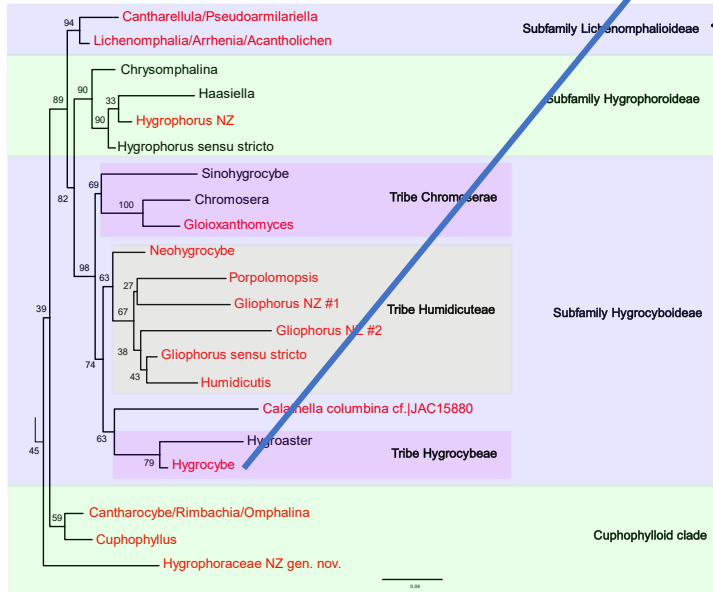 94
Cantharellula/Pseudoarmilariella
Lichenomphalia/Arrhenia/Acantholichen
Subfamily Lichenomphalioideae
89
90
Chrysomphalina
33
Haasiella
90
Hygrophorus NZ
Hygrophorus sensu stricto
Subfamily Hygrophoroideae
82
69
Sinohygrocybe
100
Chromosera
Gloioxanthomyces
Tribe Chromoserae
98
63
Neohygrocybe
27
Porpolomopsis
67
Gliophorus NZ #1
Tribe Humidicuteae
Subfamily Hygrocyboideae
39
Gliophorus NZ #2
38
Gliophorus sensu stricto
43
Humidicutis
74
Calathella columbina cf.|JAC15880
63
Hygroaster
79
Hygrocybe
Tribe Hygrocybeae
45
59
Cantharocybe/Rimbachia/Omphalina
Cuphophyllus
Cuphophylloid clade
Hygrophoraceae NZ gen. nov.